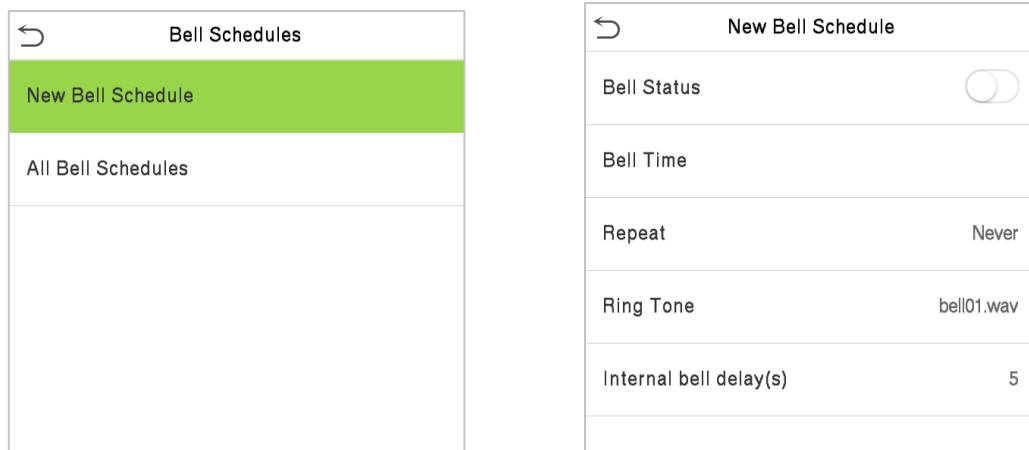 Bell Schedules
New Bell Schedule
All Bell Schedules
New Bell Schedule
Bell Status
Bell Time
Repeat Never
Ring Tone bell01.wav
Internal bell delay(s) 5